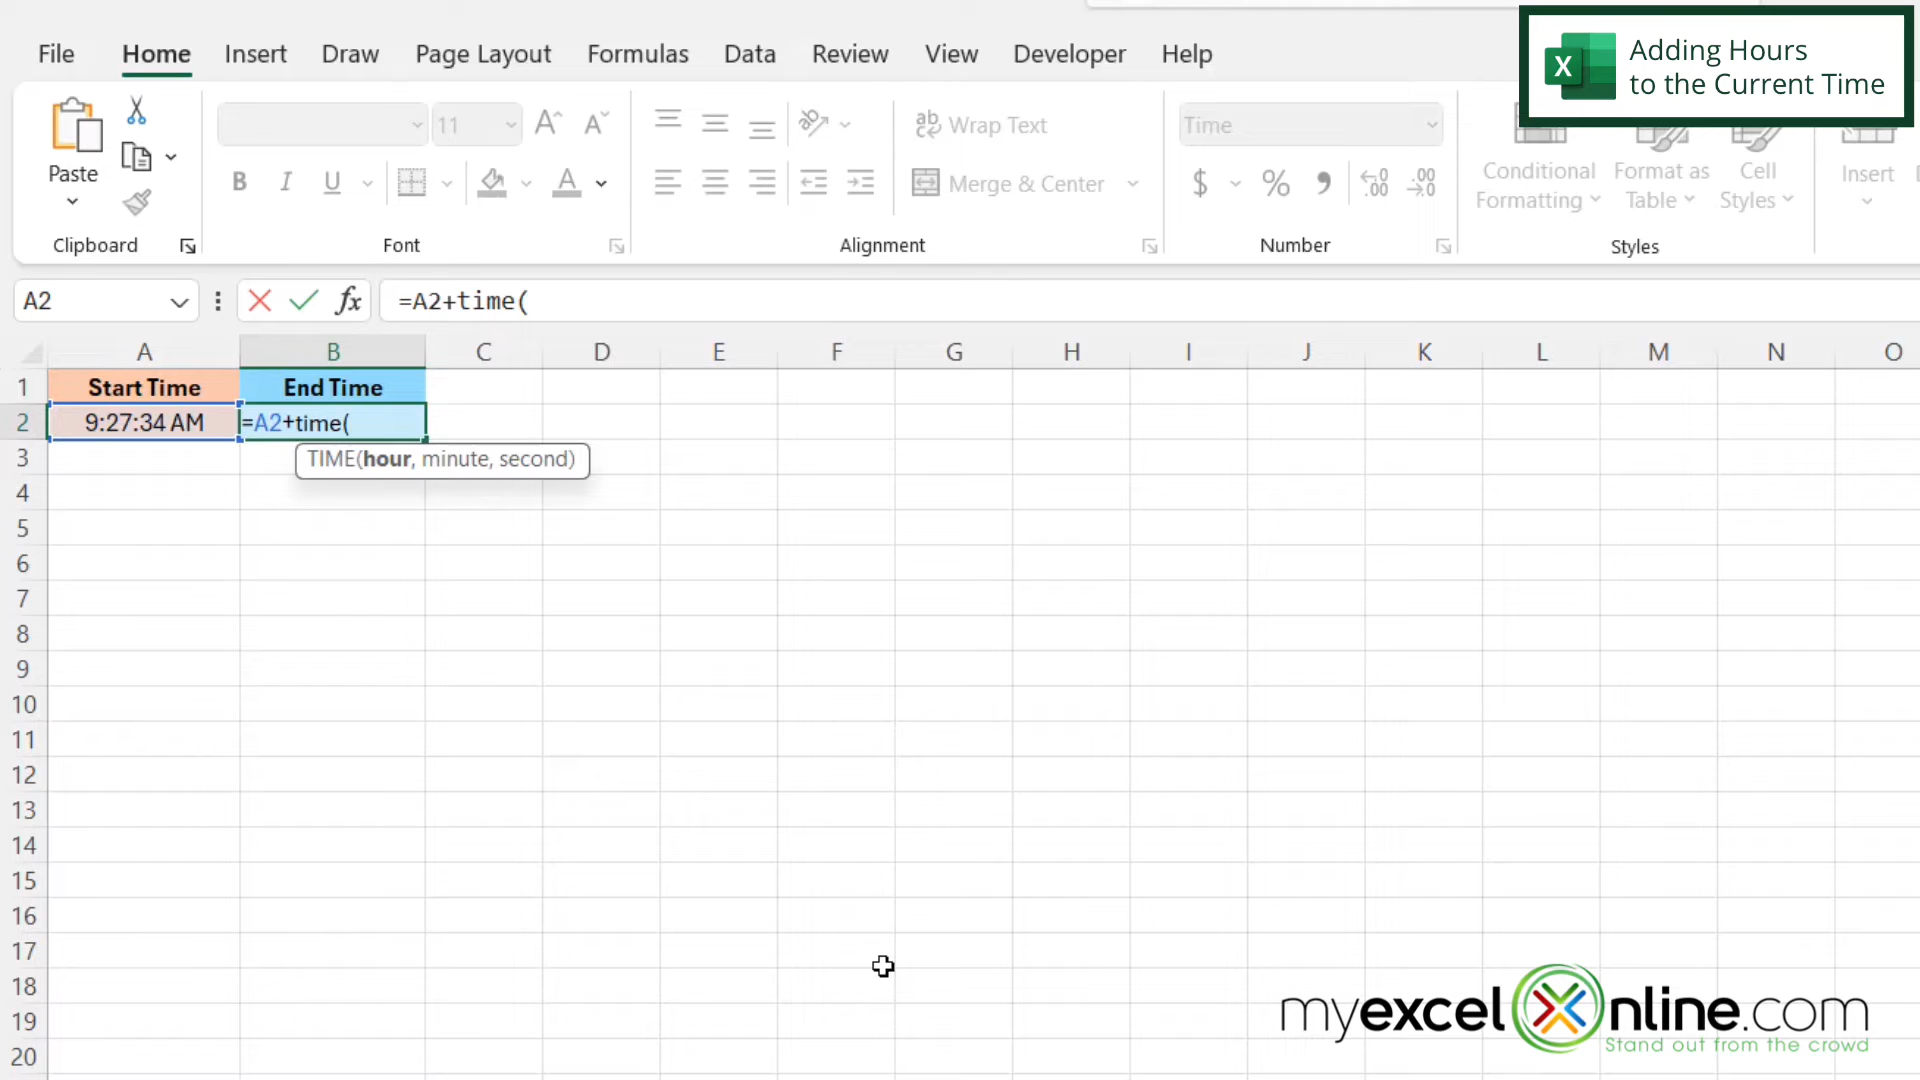 File Home Insert Draw Page Layout Formulas Data Review View Developer Help
Adding Hours
to the Current Time
Paste
11
Wrap Text
Merge & Center
Time
$ % , .00 .00
B I U A
Conditional Formatting
Format as Table
Cell Styles
Insert
Clipboard Font Alignment Number Styles
A2 fx =A2+time(
A B C D E F G H I J K L M N O
1 Start Time End Time
2 9:27:34 AM =A2+time(
TIME(hour, minute, second)
3
4
5
6
7
8
9
10
11
12
13
14
15
16
17
18
19
20
myexcelonline.com
Stand out from the crowd